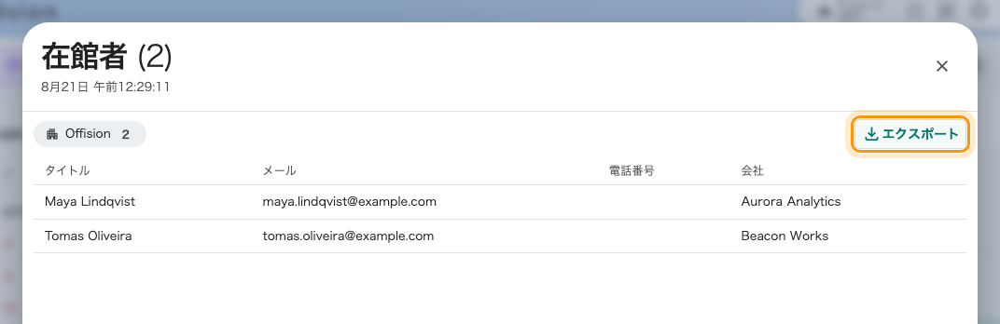 在館者 (2)
8月21日 午前12:29:11
Offision 2
エクスポート
タイトル メール 電話番号 会社
Maya Lindqvist maya.lindqvist@example.com Aurora Analytics
Tomas Oliveira tomas.oliveira@example.com Beacon Works